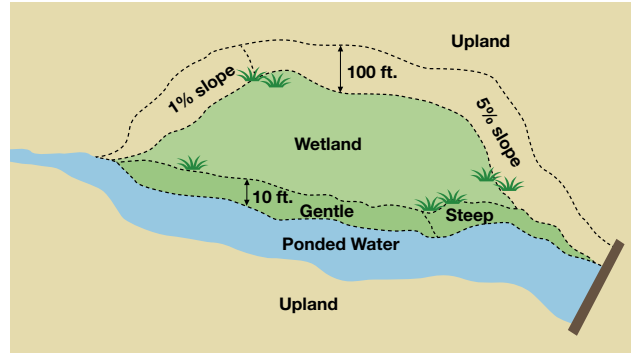 Upland
100 ft.
1% slope
5% slope
Wetland
10 ft.
Gentle
Steep
Ponded Water
Upland